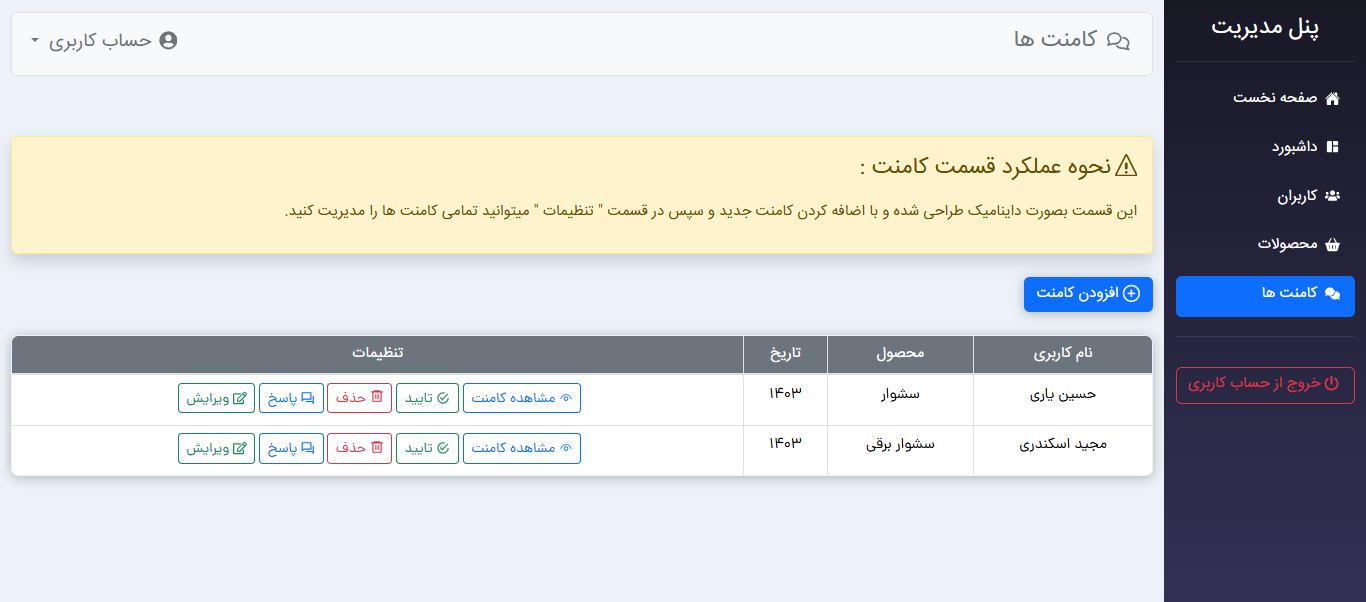 پنل مدیریت
صفحه نخست
داشبورد
کاربران
محصولات
کامنت ها
خروج از حساب کاربری
کامنت ها
حساب کاربری
نحوه عملکرد قسمت کامنت :
این قسمت بصورت داینامیک طراحی شده و با اضافه کردن کامنت جدید و سپس در قسمت " تنظیمات " میتوانید تمامی کامنت ها را مدیریت کنید.
افزودن کامنت
نام کاربری محصول تاریخ تنظیمات
حسین یاری سشوار ۱۴۰۳ مشاهده کامنت تایید حذف پاسخ ویرایش
مجید اسکندری سشوار برقی ۱۴۰۳ مشاهده کامنت تایید حذف پاسخ ویرایش